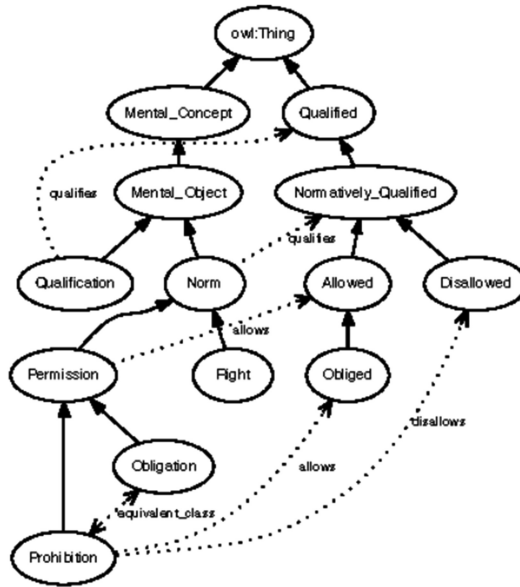 owl:Thing
Mental_Concept
Qualified
qualifies
Mental_Object
Normatively_Qualified
qualifies
Qualification
Norm
Allowed
Disallowed
allows
Permission
Right
Obliged
disallows
Obligation
allows
equivalent_class
Prohibition